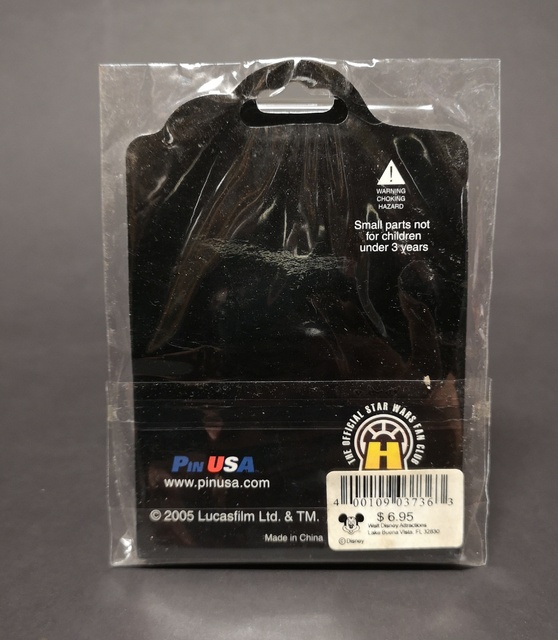 WARNING
CHOKING
HAZARD
Small parts not
for children
under 3 years
THE OFFICIAL STAR WARS FAN CLUB
H
PIN USA
www.pinusa.com
4 00109 03736 3
$6.95
Walt Disney Attractions
Lake Buena Vista FL 32830
© Disney
© 2005 Lucasfilm Ltd. & TM.
Made in China